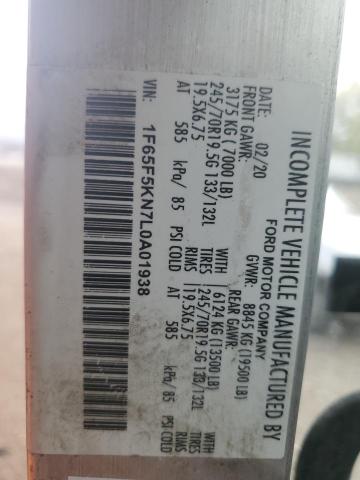 INCOMPLETE VEHICLE MANUFACTURED BY
FORD MOTOR COMPANY
DATE: 02/20 GVWR: 8845 KG (19500 LB)
FRONT GAWR: REAR GAWR:
3175 KG ( 7000 LB) WITH 6124 KG (13500 LB) WITH
245/70R19.5G 133/132L TIRES 245/70R19.5G 133/132L TIRES
19.5X6.75 RIMS 19.5X6.75 RIMS
AT 585 kPa/ 85 PSI COLD AT 585 kPa/ 85 PSI COLD
1F65F5KN7L0A01938